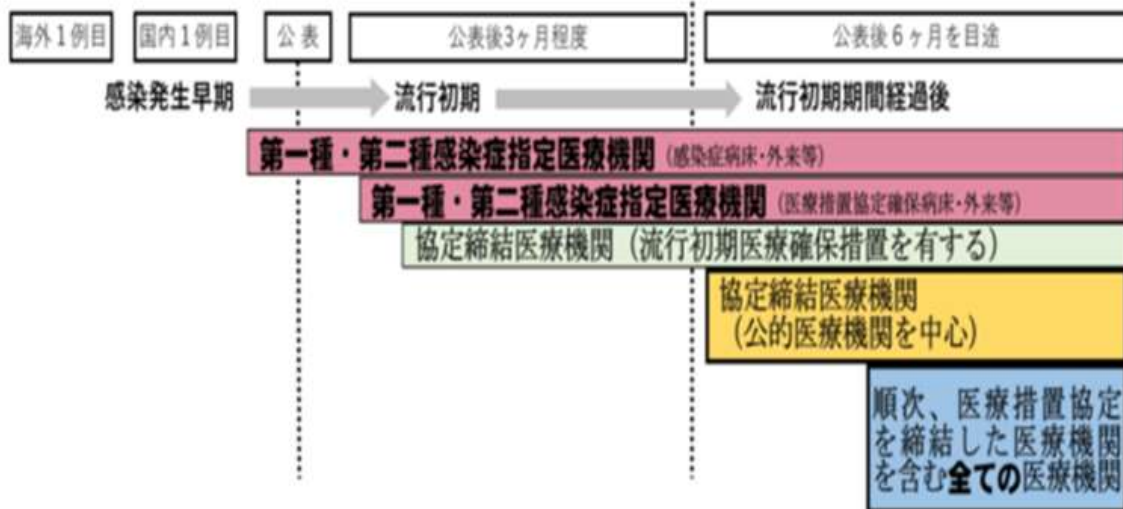 海外1例目
国内1例目
公 表
公表後3ヶ月程度
公表後6ヶ月を目途
感染発生早期
流行初期
流行初期期間経過後
第一種・第二種感染症指定医療機関（感染症病床・外来等）
第一種・第二種感染症指定医療機関（医療措置協定確保病床・外来等）
協定締結医療機関（流行初期医療確保措置を有する）
協定締結医療機関
（公的医療機関を中心）
順次、医療措置協定
を締結した医療機関
を含む全ての医療機関